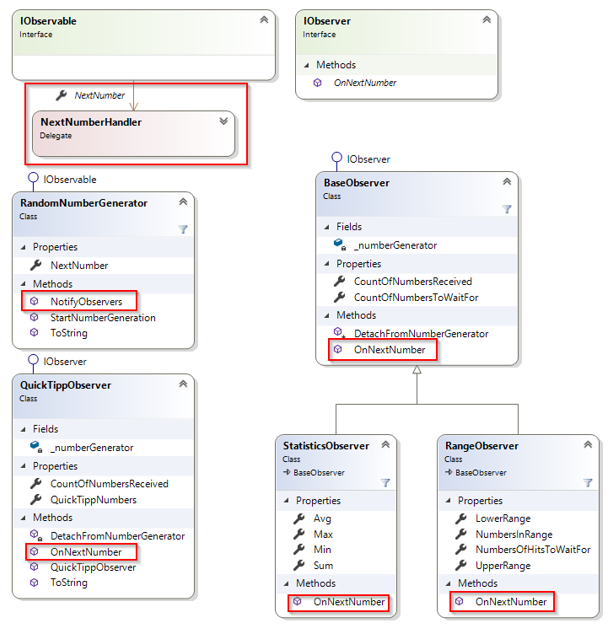 IObservable
Interface
NextNumber
NextNumberHandler
Delegate
IObserver
Interface
Methods
OnNextNumber
IObservable
RandomNumberGenerator
Class
Properties
NextNumber
Methods
NotifyObservers
StartNumberGeneration
ToString
IObserver
BaseObserver
Class
Fields
_numberGenerator
Properties
CountOfNumbersReceived
CountOfNumbersToWaitFor
Methods
DetachFromNumberGenerator
OnNextNumber
IObserver
QuickTippObserver
Class
Fields
_numberGenerator
Properties
CountOfNumbersReceived
QuickTippNumbers
Methods
DetachFromNumberGenerator
OnNextNumber
QuickTippObserver
ToString
StatisticsObserver
Class
BaseObserver
Properties
Avg
Max
Min
Sum
Methods
OnNextNumber
RangeObserver
Class
BaseObserver
Properties
LowerRange
NumbersInRange
NumbersOfHitsToWaitFor
UpperRange
Methods
OnNextNumber